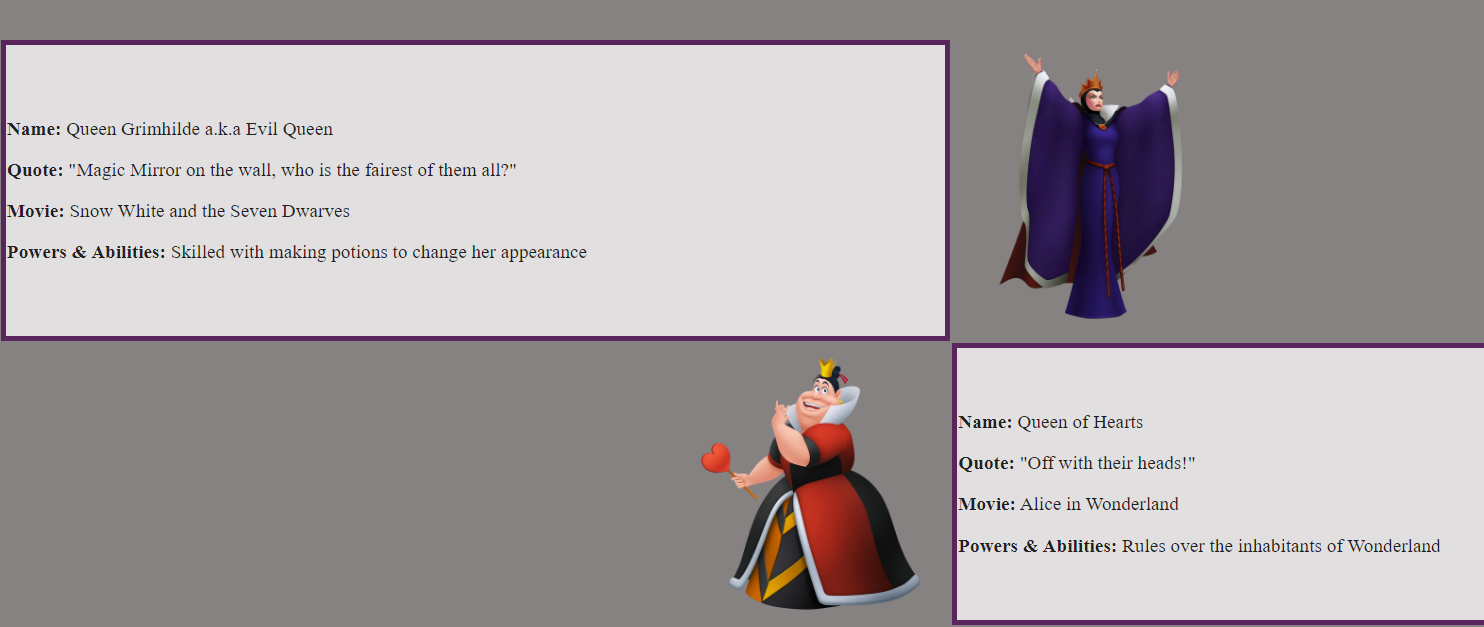 Name: Queen Grimhilde a.k.a Evil Queen
Quote: "Magic Mirror on the wall, who is the fairest of them all?"
Movie: Snow White and the Seven Dwarves
Powers & Abilities: Skilled with making potions to change her appearance
Name: Queen of Hearts
Quote: "Off with their heads!"
Movie: Alice in Wonderland
Powers & Abilities: Rules over the inhabitants of Wonderland